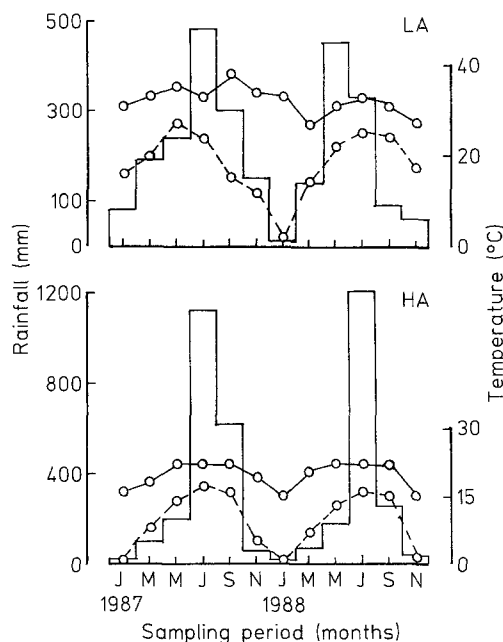 500
LA
40
300
20
100
0
0
Rainfall (mm)
Temperature (°C)
1200
HA
800
30
400
15
0
0
J M M J S N J M M J S N
1987 1988
Sampling period (months)